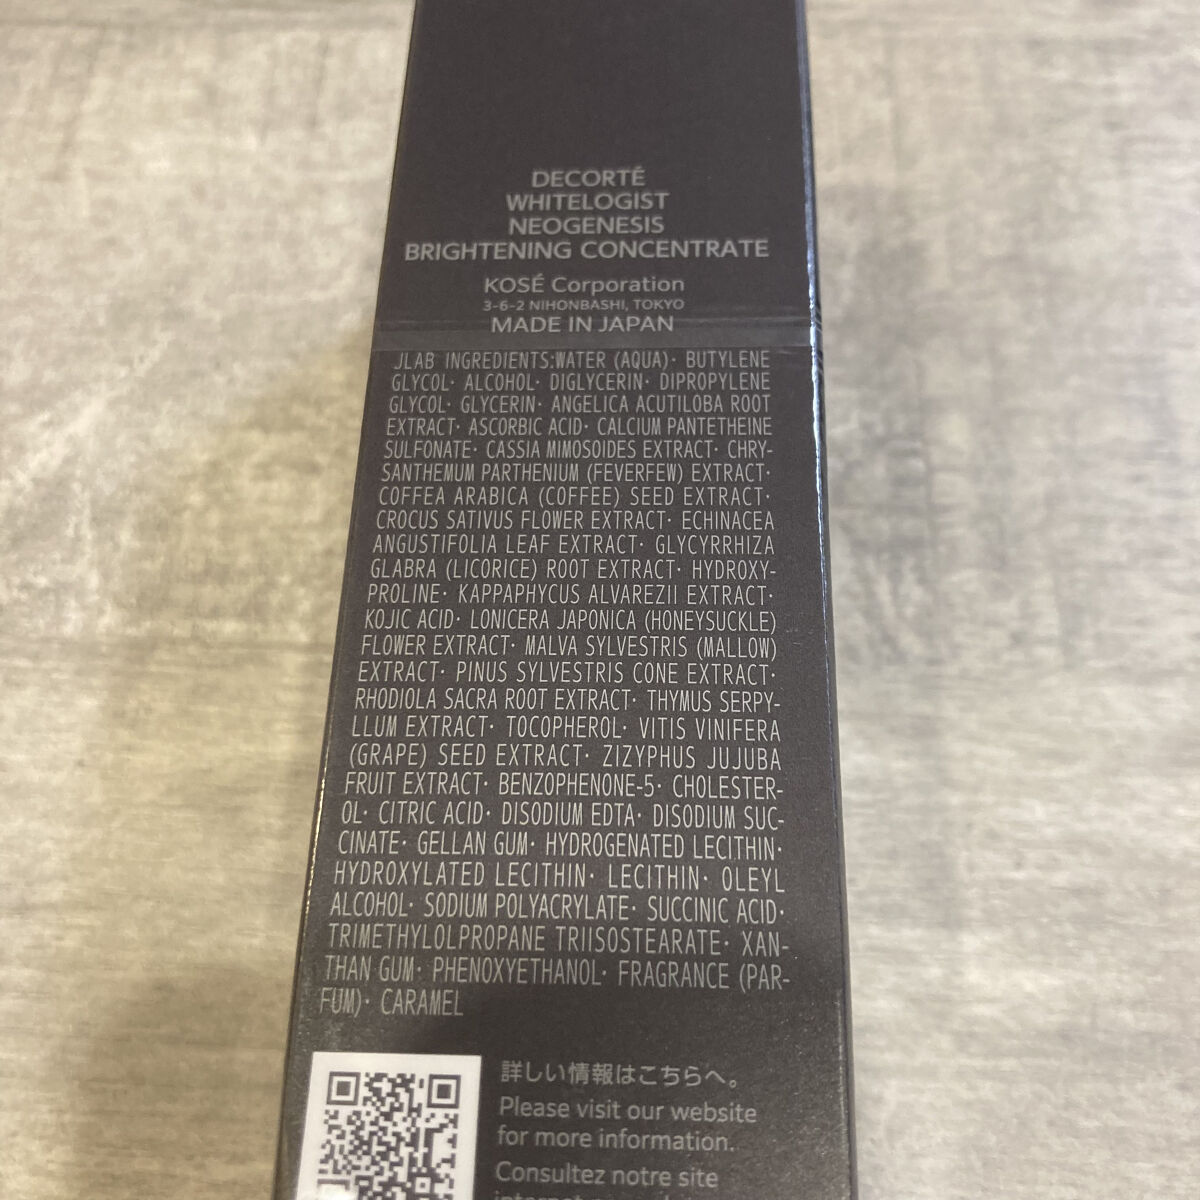 DECORTÉ
WHITELOGIST
NEOGENESIS
BRIGHTENING CONCENTRATE
KOSÉ Corporation
3-6-2 NIHONBASHI, TOKYO
MADE IN JAPAN
JLAB INGREDIENTS:WATER (AQUA)· BUTYLENE
GLYCOL· ALCOHOL· DIGLYCERIN· DIPROPYLENE
GLYCOL· GLYCERIN· ANGELICA ACUTILOBA ROOT
EXTRACT· ASCORBIC ACID· CALCIUM PANTETHEINE
SULFONATE· CASSIA MIMOSOIDES EXTRACT· CHRY-
SANTHEMUM PARTHENIUM (FEVERFEW) EXTRACT·
COFFEA ARABICA (COFFEE) SEED EXTRACT·
CROCUS SATIVUS FLOWER EXTRACT· ECHINACEA
ANGUSTIFOLIA LEAF EXTRACT· GLYCYRRHIZA
GLABRA (LICORICE) ROOT EXTRACT· HYDROXY-
PROLINE· KAPPAPHYCUS ALVAREZII EXTRACT·
KOJIC ACID· LONICERA JAPONICA (HONEYSUCKLE)
FLOWER EXTRACT· MALVA SYLVESTRIS (MALLOW)
EXTRACT· PINUS SYLVESTRIS CONE EXTRACT·
RHODIOLA SACRA ROOT EXTRACT· THYMUS SERPY-
LLUM EXTRACT· TOCOPHEROL· VITIS VINIFERA
(GRAPE) SEED EXTRACT· ZIZYPHUS JUJUBA
FRUIT EXTRACT· BENZOPHENONE-5· CHOLESTER-
OL· CITRIC ACID· DISODIUM EDTA· DISODIUM SUC-
CINATE· GELLAN GUM· HYDROGENATED LECITHIN·
HYDROXYLATED LECITHIN· LECITHIN· OLEYL
ALCOHOL· SODIUM POLYACRYLATE· SUCCINIC ACID·
TRIMETHYLOLPROPANE TRIISOSTEARATE· XAN-
THAN GUM· PHENOXYETHANOL· FRAGRANCE (PAR-
FUM)· CARAMEL
詳しい情報はこちらへ。
Please visit our website
for more information.
Consultez notre site